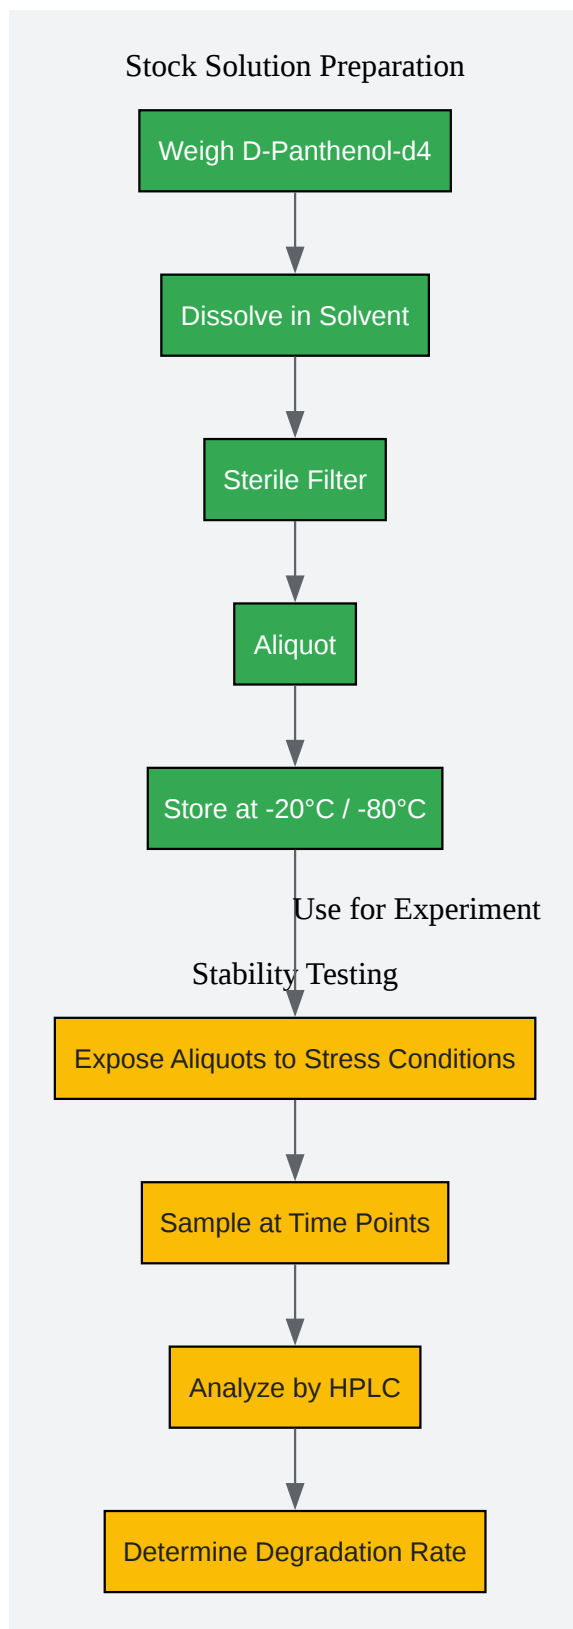 Stock Solution Preparation
Weigh D-Panthenol-d4
Dissolve in Solvent
Sterile Filter
Aliquot
Store at -20°C / -80°C
Use for Experiment
Stability Testing
Expose Aliquots to Stress Conditions
Sample at Time Points
Analyze by HPLC
Determine Degradation Rate